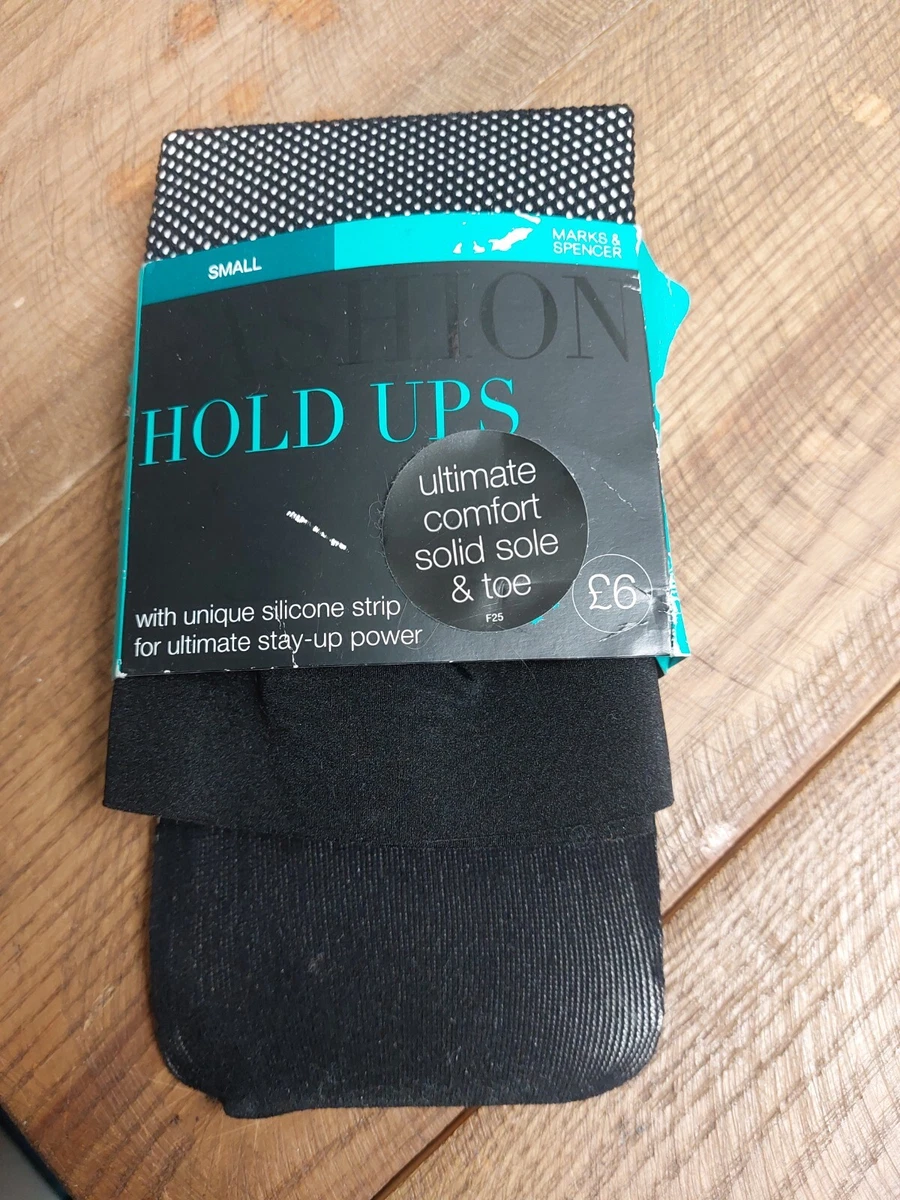 SMALL
MARKS &
SPENCER
FASHION
HOLD UPS
ultimate
comfort
solid sole
& toe
F25
£6
with unique silicone strip
for ultimate stay-up power